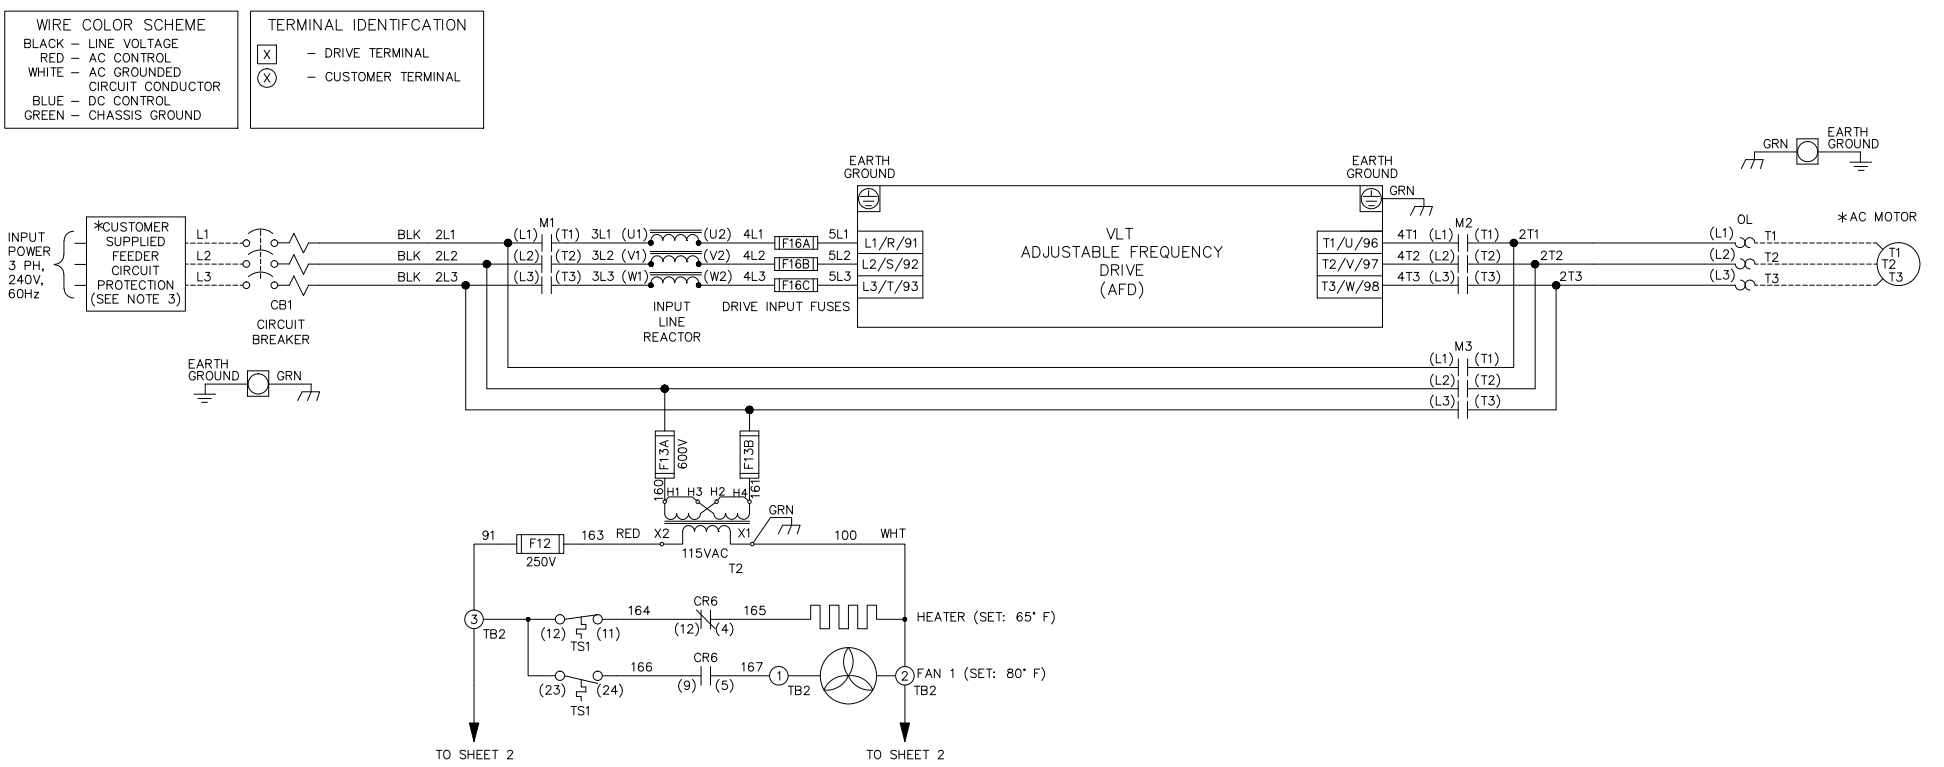 WIRE COLOR SCHEME
BLACK – LINE VOLTAGE
RED – AC CONTROL
WHITE – AC GROUNDED
CIRCUIT CONDUCTOR
BLUE – DC CONTROL
GREEN – CHASSIS GROUND
TERMINAL IDENTIFCATION
X – DRIVE TERMINAL
X – CUSTOMER TERMINAL
INPUT
POWER
3 PH,
240V,
60Hz
*CUSTOMER
SUPPLIED
FEEDER
CIRCUIT
PROTECTION
(SEE NOTE 3)
L1
L2
L3
CB1
CIRCUIT
BREAKER
EARTH
GROUND
GRN
BLK 2L1
BLK 2L2
BLK 2L3
M1
(L1) (T1) 3L1 (U1) (U2) 4L1 F16A 5L1
(L2) (T2) 3L2 (V1) (V2) 4L2 F16B 5L2
(L3) (T3) 3L3 (W1) (W2) 4L3 F16C 5L3
INPUT
LINE
REACTOR
DRIVE INPUT FUSES
EARTH
GROUND
L1/R/91
L2/S/92
L3/T/93
VLT
ADJUSTABLE FREQUENCY
DRIVE
(AFD)
EARTH
GROUND
GRN
T1/U/96
T2/V/97
T3/W/98
M2
4T1 (L1) (T1) 2T1
4T2 (L2) (T2) 2T2
4T3 (L3) (T3) 2T3
M3
(L1) (T1)
(L2) (T2)
(L3) (T3)
GRN
EARTH
GROUND
OL
(L1) T1
(L2) T2
(L3) T3
*AC MOTOR
T1
T2
T3
F13A
600V
F13B
160
161
H1 H3 H2 H4
GRN
91 F12 163 RED X2 X1 100 WHT
250V
115VAC
T2
3
TB2
(12) (11)
TS1
164
CR6
(12) (4)
165
HEATER (SET: 65° F)
(23) (24)
TS1
166
CR6
(9) (5)
167
1
TB2
2
TB2
FAN 1 (SET: 80° F)
TO SHEET 2
TO SHEET 2